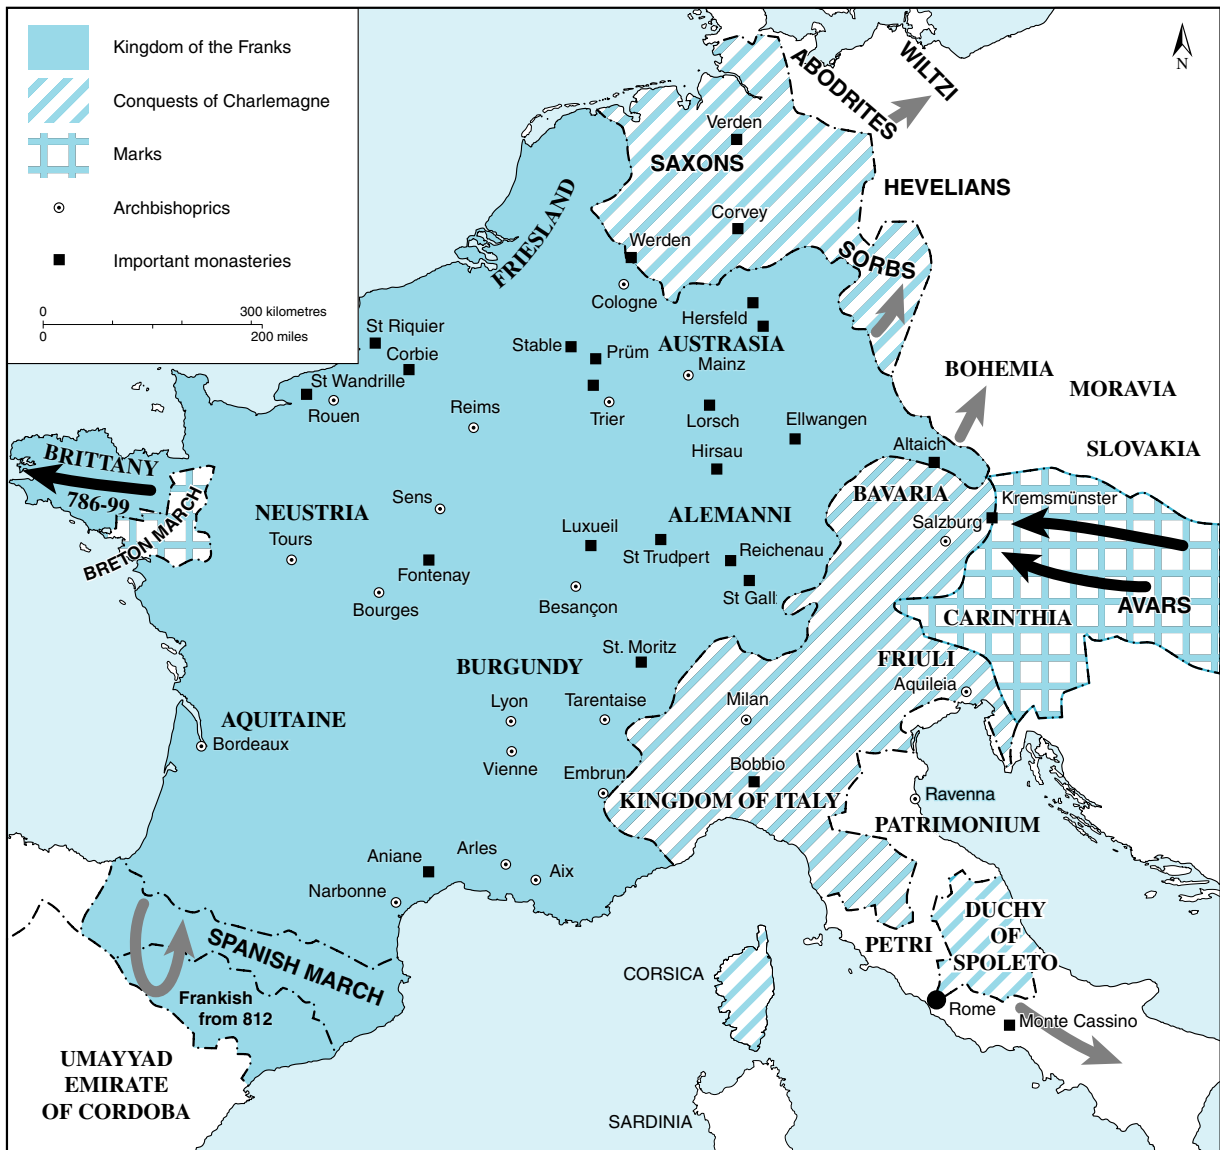 Kingdom of the Franks
Conquests of Charlemagne
Marks
Archbishoprics
Important monasteries
0 300 kilometres
0 200 miles
N
WILTZI
ABODRITES
Verden
SAXONS
HEVELIANS
Corvey
FRIESLAND
Werden
SORBS
Cologne
Hersfeld
St Riquier
Stable
Prüm
AUSTRASIA
Corbie
Mainz
BOHEMIA
MORAVIA
St Wandrille
Rouen
Reims
Trier
Lorsch
Ellwangen
Altaich
SLOVAKIA
BRITTANY
Hirsau
786-99
BRETON MARCH
Sens
BAVARIA
Kremsmünster
NEUSTRIA
Luxueil
ALEMANNI
Salzburg
Tours
St Trudpert
Reichenau
Fontenay
Bourges
Besançon
St Gall
AVARS
CARINTHIA
St. Moritz
BURGUNDY
FRIULI
Aquileia
Lyon
Tarentaise
Milan
AQUITAINE
Bordeaux
Vienne
Embrun
Bobbio
KINGDOM OF ITALY
Ravenna
PATRIMONIUM
Aniane
Arles
Aix
Narbonne
DUCHY
OF
SPOLETO
PETRI
SPANISH MARCH
CORSICA
Frankish
from 812
Rome
Monte Cassino
UMAYYAD
EMIRATE
OF CORDOBA
SARDINIA